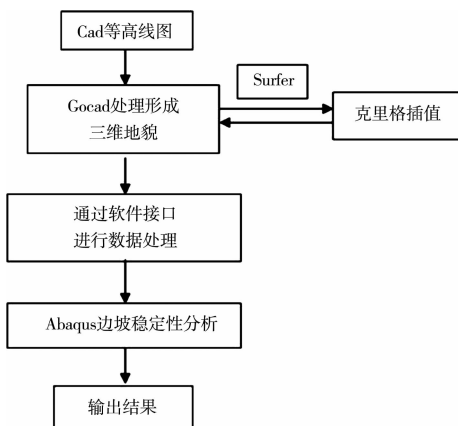 Cad等高线图
Surfer
Gocad处理形成
三维地貌
克里格插值
通过软件接口
进行数据处理
Abaqus边坡稳定性分析
输出结果